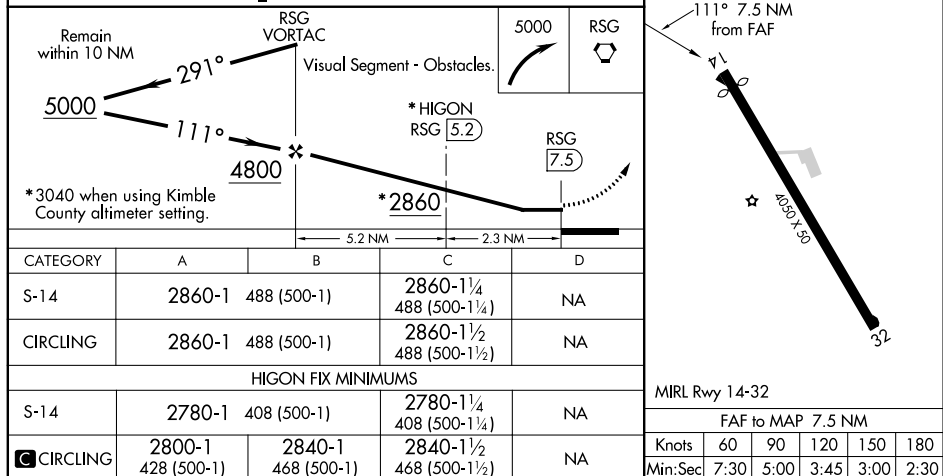 Remain
within 10 NM
RSG
VORTAC
291°
5000
111°
4800
Visual Segment - Obstacles.
5000
RSG
* HIGON
RSG 5.2
RSG
7.5
*2860
*3040 when using Kimble
County altimeter setting.
5.2 NM
2.3 NM
CATEGORY A B C D
S-14 2860-1 488 (500-1) 2860-1¼ NA
488 (500-1¼)
CIRCLING 2860-1 488 (500-1) 2860-1½ NA
488 (500-1½)
HIGON FIX MINIMUMS
S-14 2780-1 408 (500-1) 2780-1¼ NA
408 (500-1¼)
C CIRCLING 2800-1 2840-1 2840-1½ NA
428 (500-1) 468 (500-1) 468 (500-1½)
111° 7.5 NM
from FAF
14
4050 X 50
32
MIRL Rwy 14-32
FAF to MAP 7.5 NM
Knots 60 90 120 150 180
Min:Sec 7:30 5:00 3:45 3:00 2:30